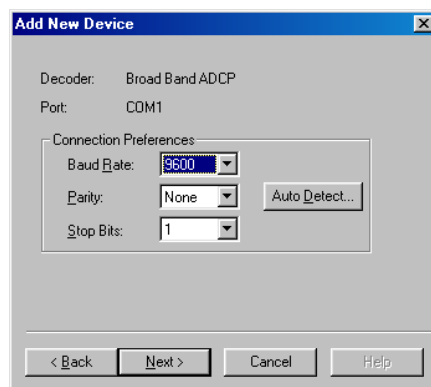 Add New Device
Decoder: Broad Band ADCP
Port: COM1
Connection Preferences
Baud Rate: 9600
Parity: None Auto Detect...
Stop Bits: 1
< Back Next > Cancel Help